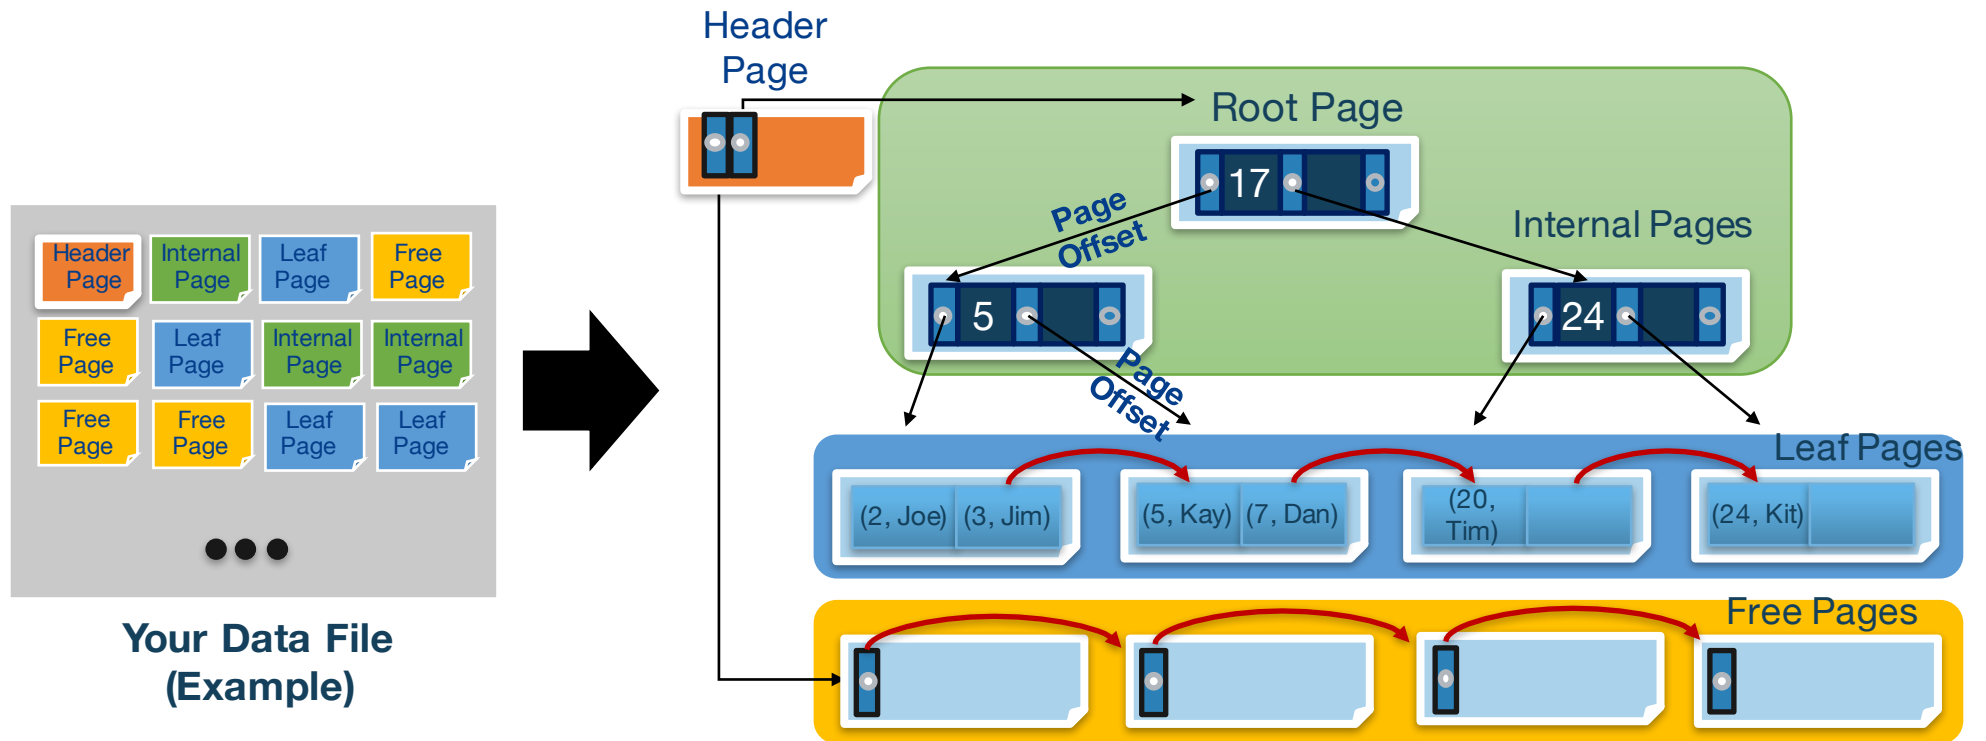 Header
Page
Root Page
17
Page
Offset
Internal Pages
5
24
Page
Offset
Header
Page
Internal
Page
Leaf
Page
Free
Page
Free
Page
Leaf
Page
Internal
Page
Internal
Page
Free
Page
Free
Page
Leaf
Page
Leaf
Page
Your Data File
(Example)
Leaf Pages
(2, Joe)
(3, Jim)
(5, Kay)
(7, Dan)
(20,
Tim)
(24, Kit)
Free Pages